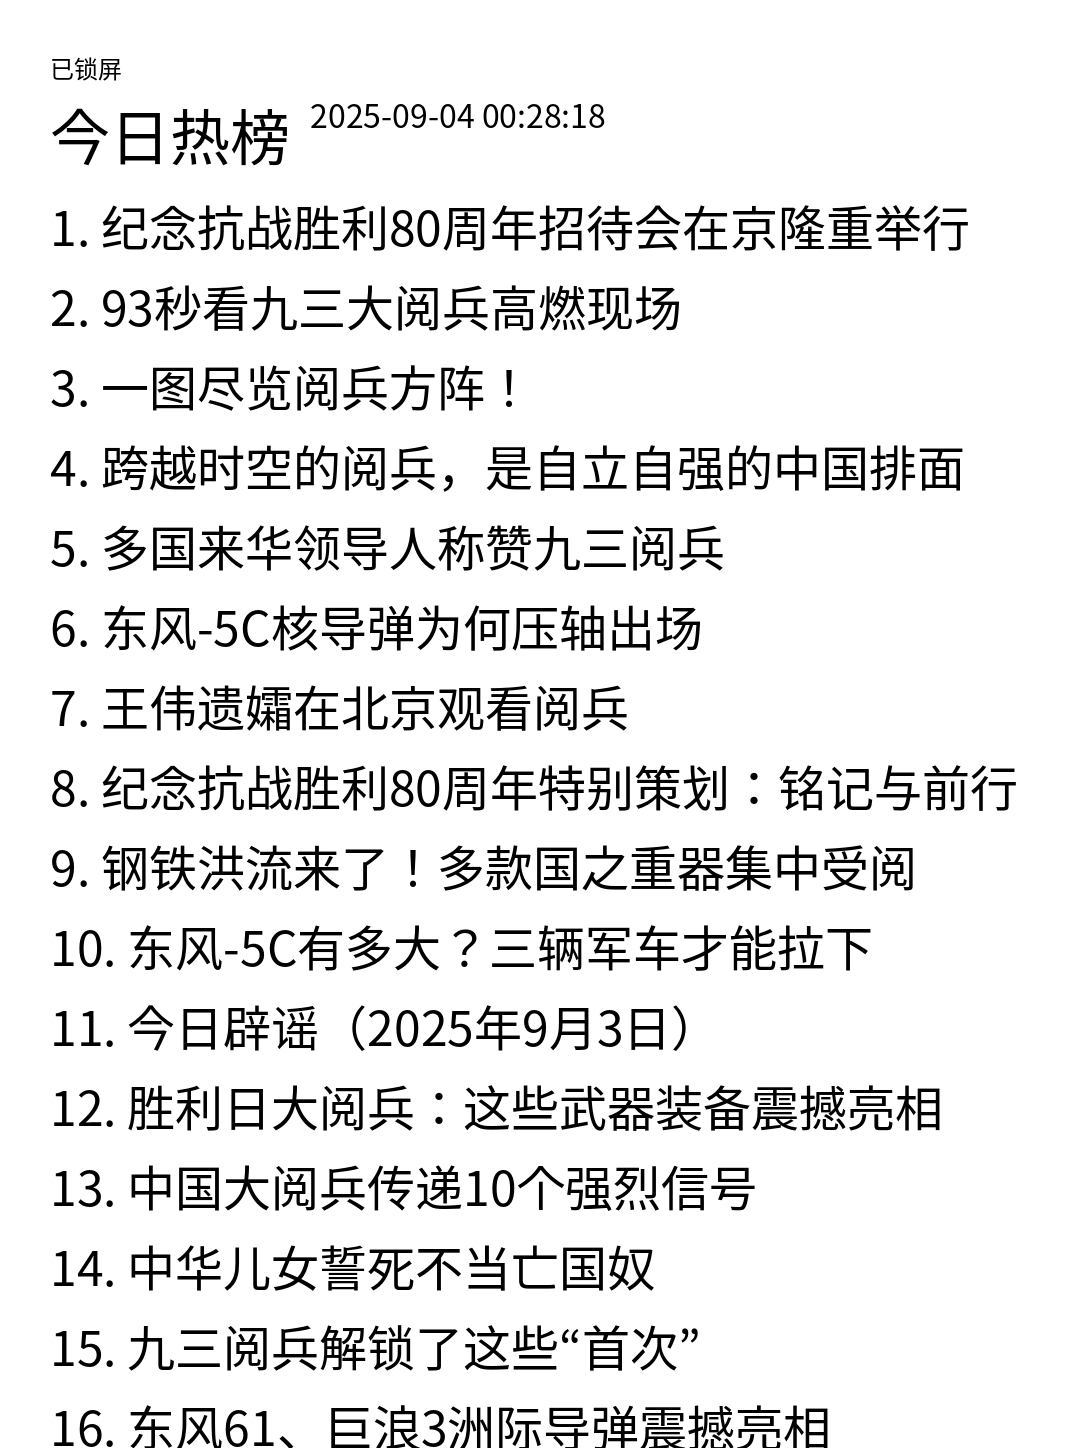 已锁屏
今日热榜 2025-09-04 00:28:18
1. 纪念抗战胜利80周年招待会在京隆重举行
2. 93秒看九三大阅兵高燃现场
3. 一图尽览阅兵方阵！
4. 跨越时空的阅兵，是自立自强的中国排面
5. 多国来华领导人称赞九三阅兵
6. 东风-5C核导弹为何压轴出场
7. 王伟遗孀在北京观看阅兵
8. 纪念抗战胜利80周年特别策划：铭记与前行
9. 钢铁洪流来了！多款国之重器集中受阅
10. 东风-5C有多大？三辆军车才能拉下
11. 今日辟谣（2025年9月3日）
12. 胜利日大阅兵：这些武器装备震撼亮相
13. 中国大阅兵传递10个强烈信号
14. 中华儿女誓死不当亡国奴
15. 九三阅兵解锁了这些“首次”
16. 东风61、巨浪3洲际导弹震撼亮相